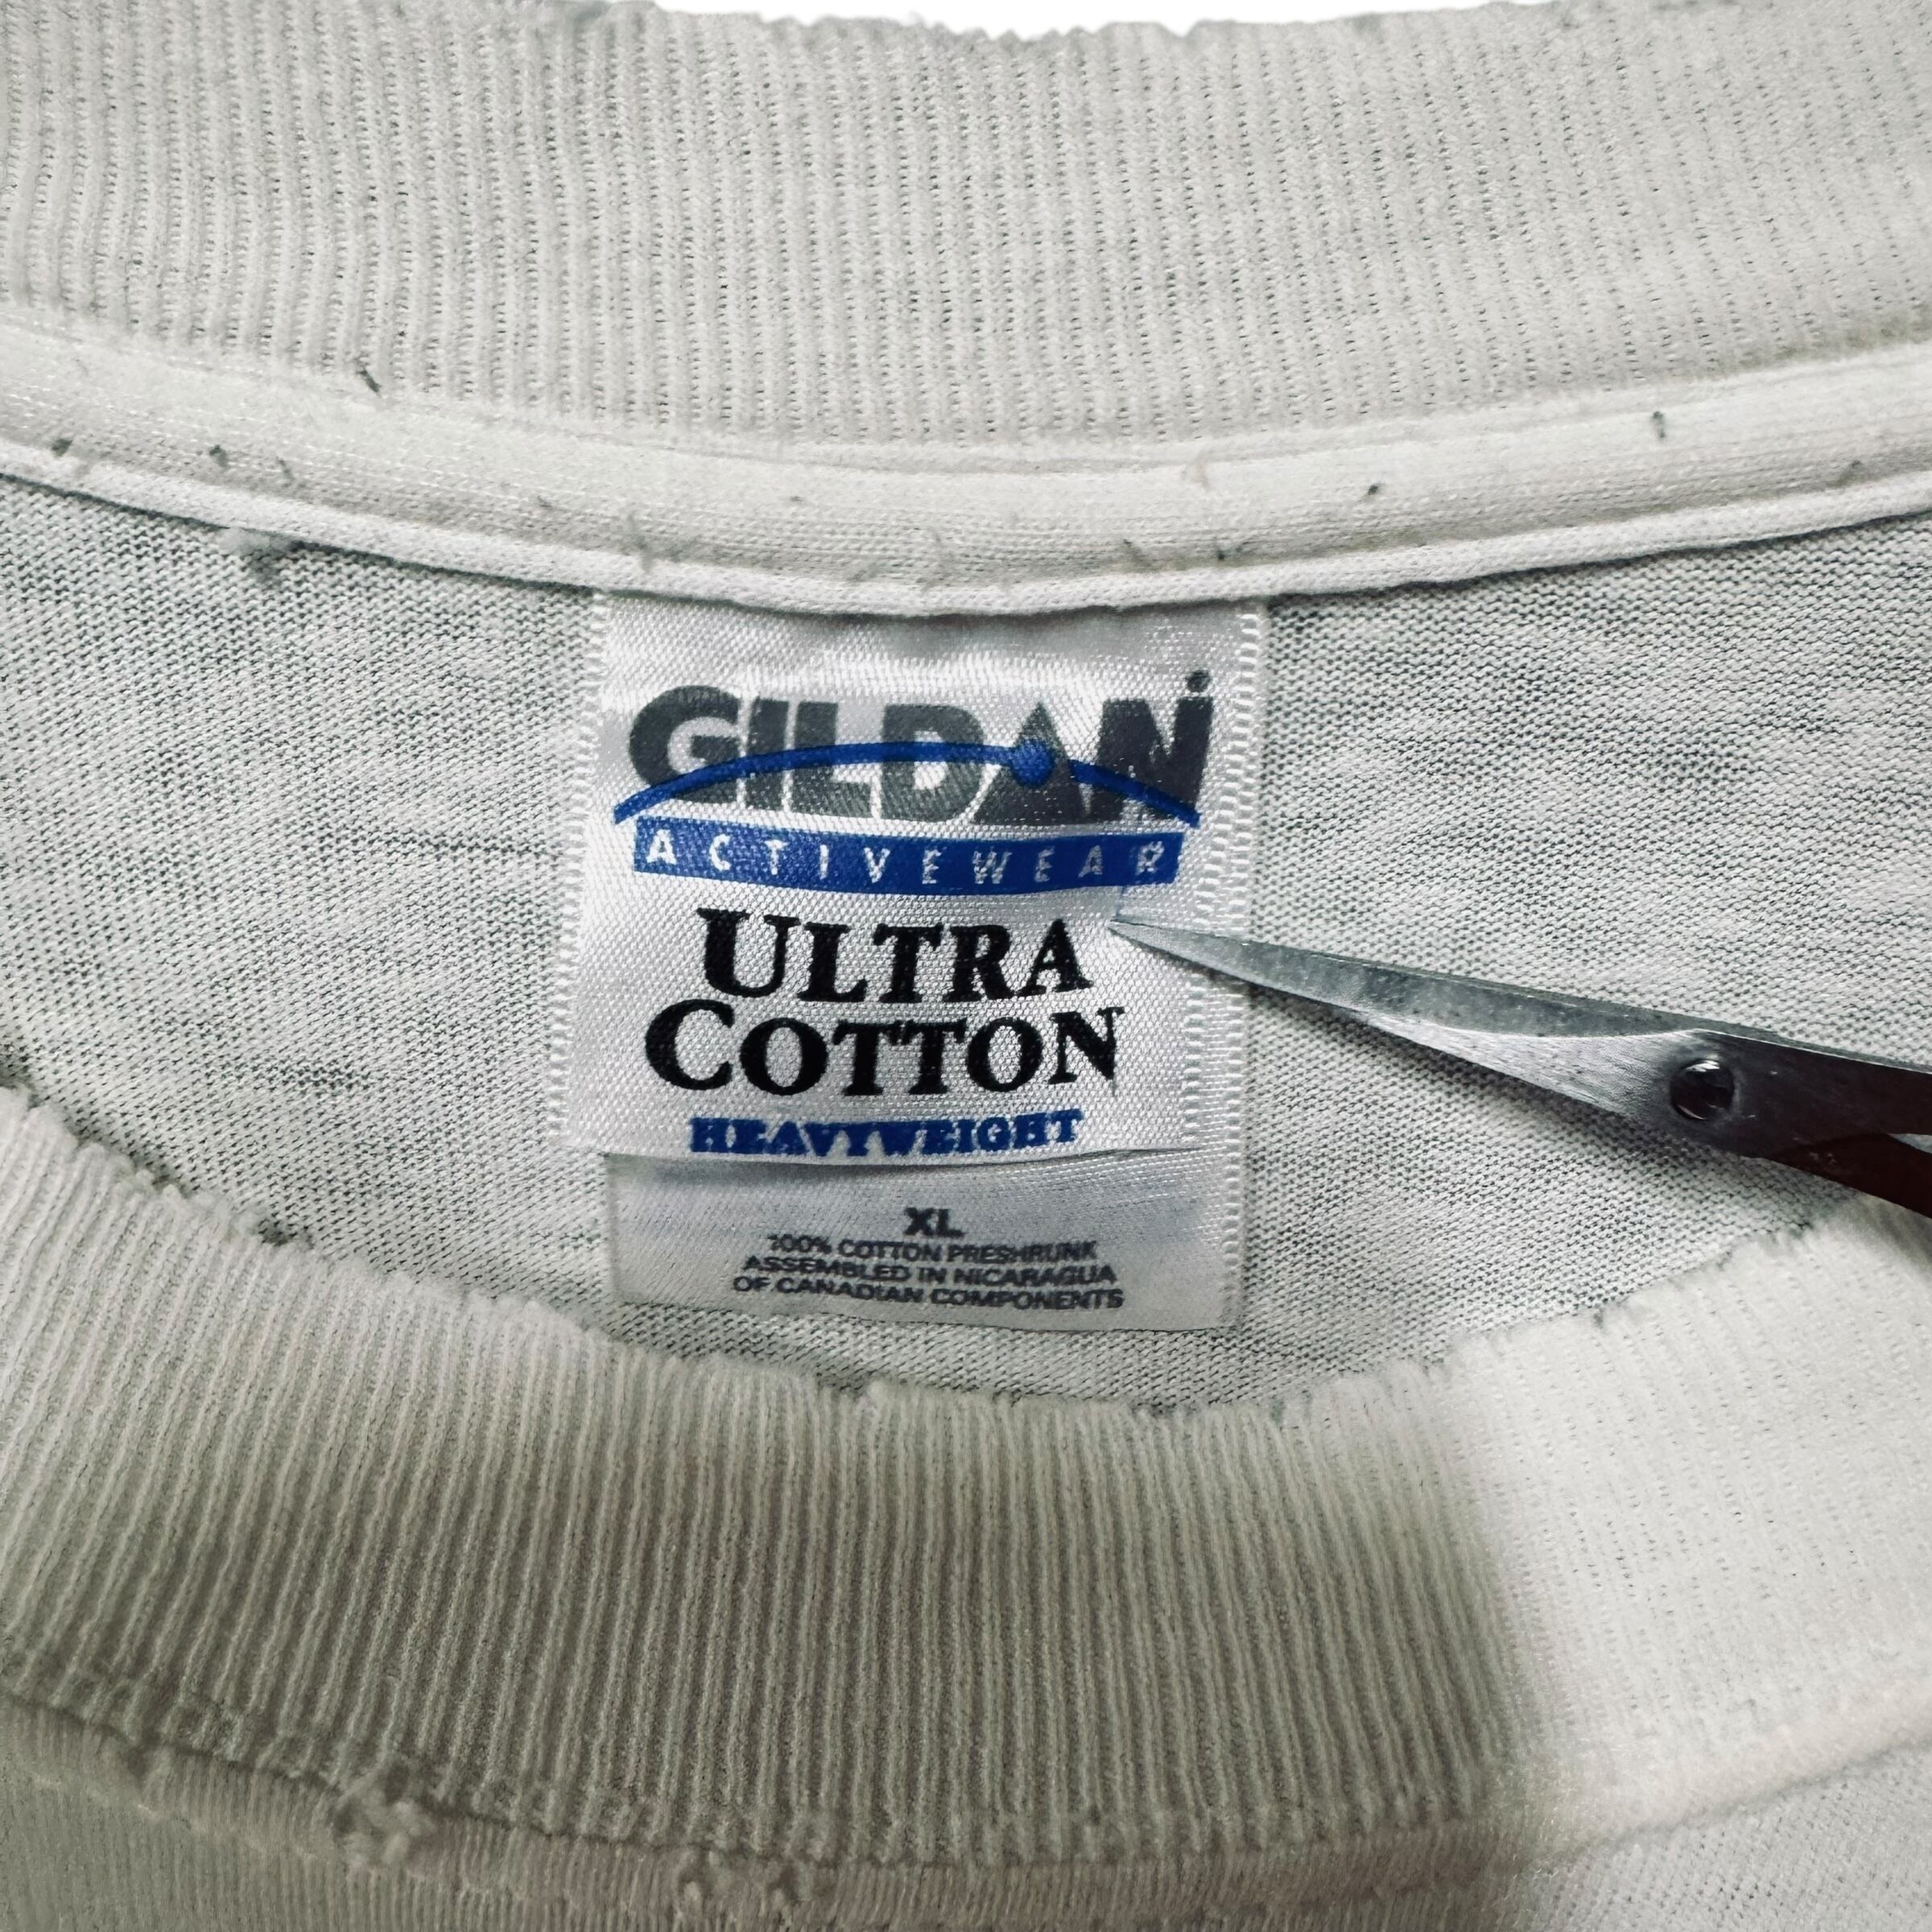 GILDAN
ACTIVEWEAR
ULTRA
COTTON
HEAVYWEIGHT
XL
100% COTTON PRESHRUNK
ASSEMBLED IN NICARAGUA
OF CANADIAN COMPONENTS